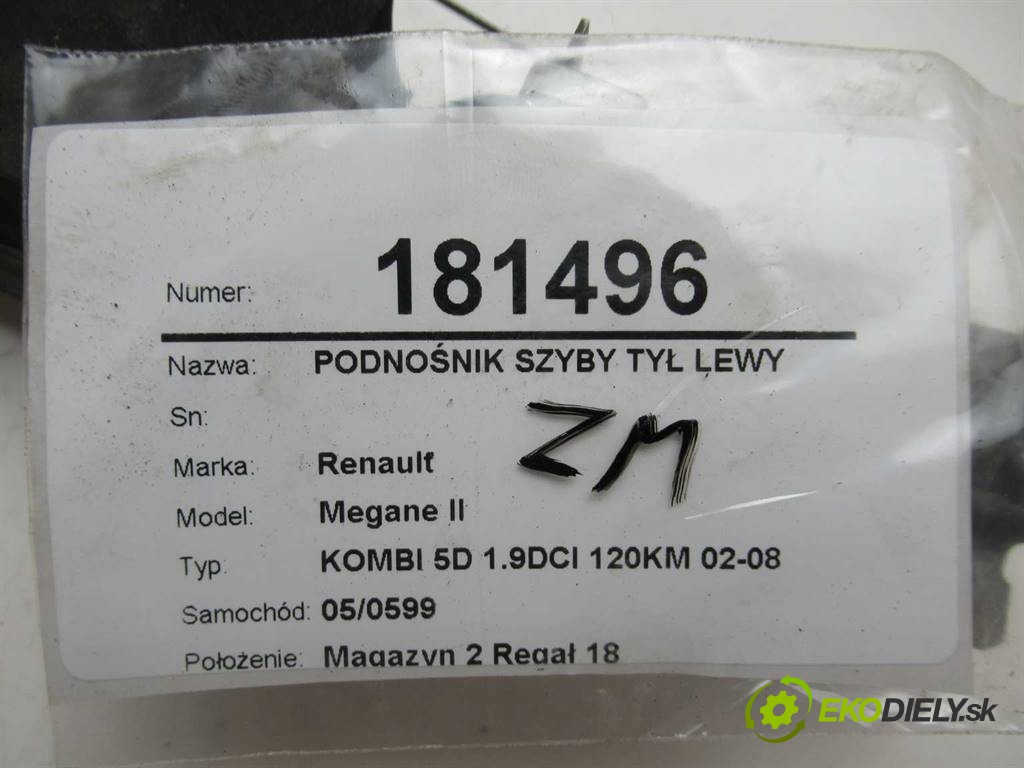 Numer: 181496
Nazwa: PODNOŚNIK SZYBY TYŁ LEWY
Sn:
ZM
Marka: Renault
Model: Megane II
Typ: KOMBI 5D 1.9DCI 120KM 02-08
Samochód: 05/0599
Położenie: Magazyn 2 Regał 18
EKODIELY.sk